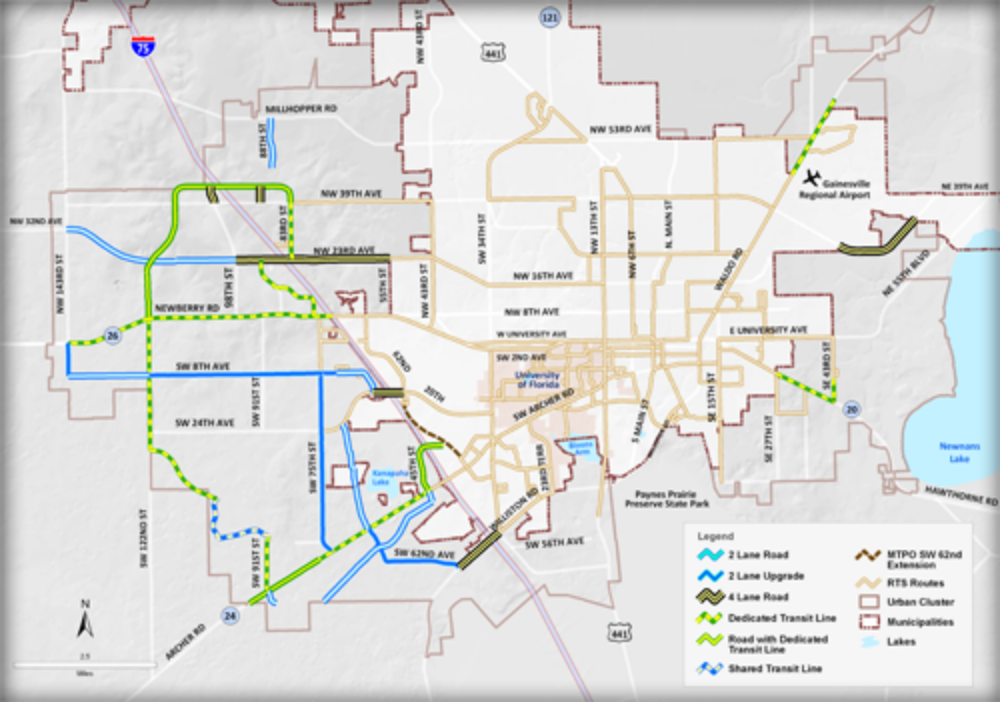 121
NW 43RD ST
441
75
MILLHOPPER RD
88TH ST
NW 53RD AVE
Gainesville
Regional Airport
NE 39TH AVE
NW 39TH AVE
NW 32ND AVE
83RD ST
SW 34TH ST
NW 13TH ST
NW 6TH ST
N. MAIN ST
NW 23RD AVE
WALDO RD
NE 55TH BLVD
NW 143RD ST
98TH ST
55TH ST
NW 43RD ST
NW 16TH AVE
NEWBERRY RD
NW 8TH AVE
26
W UNIVERSITY AVE
E UNIVERSITY AVE
SW 2ND AVE
62ND
SW 8TH AVE
University
of Florida
SE 43RD ST
20TH
SW 91ST ST
SW ARCHER RD
SE 15TH ST
20
S MAIN ST
SW 24TH AVE
SE 27TH ST
Bivens
Arm
Newnans
Lake
SW 75TH ST
Kanapaha
Lake
45TH ST
23RD TERR
HAWTHORNE RD
Paynes Prairie
Preserve State Park
WILLISTON RD
SW 122ND ST
SW 91ST ST
SW 62ND AVE
SW 56TH AVE
N
24
441
ARCHER RD
2.5
Miles
Legend
2 Lane Road
2 Lane Upgrade
4 Lane Road
Dedicated Transit Line
Road with Dedicated
Transit Line
Shared Transit Line
MTPO SW 62nd
Extension
RTS Routes
Urban Cluster
Municipalities
Lakes